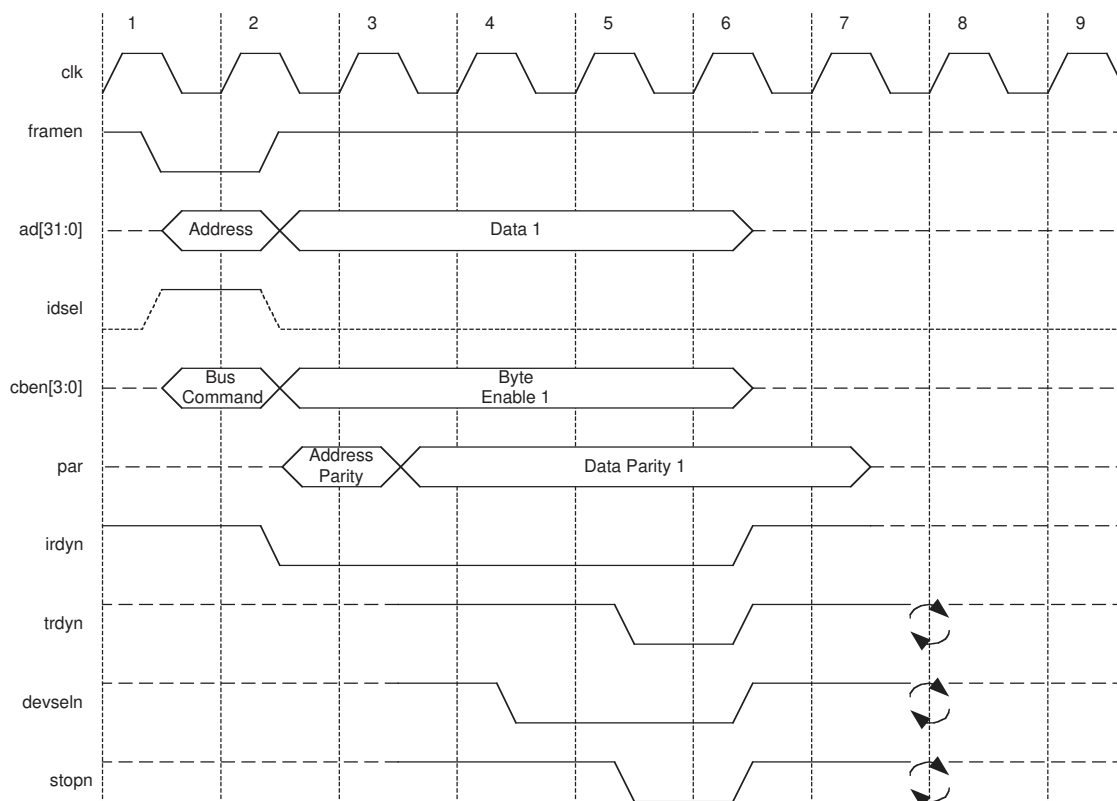 1 2 3 4 5 6 7 8 9
clk
framen
ad[31:0] Address Data 1
idsel
cben[3:0] Bus Command Byte Enable 1
par Address Parity Data Parity 1
irdyn
trdyn
devseln
stopn